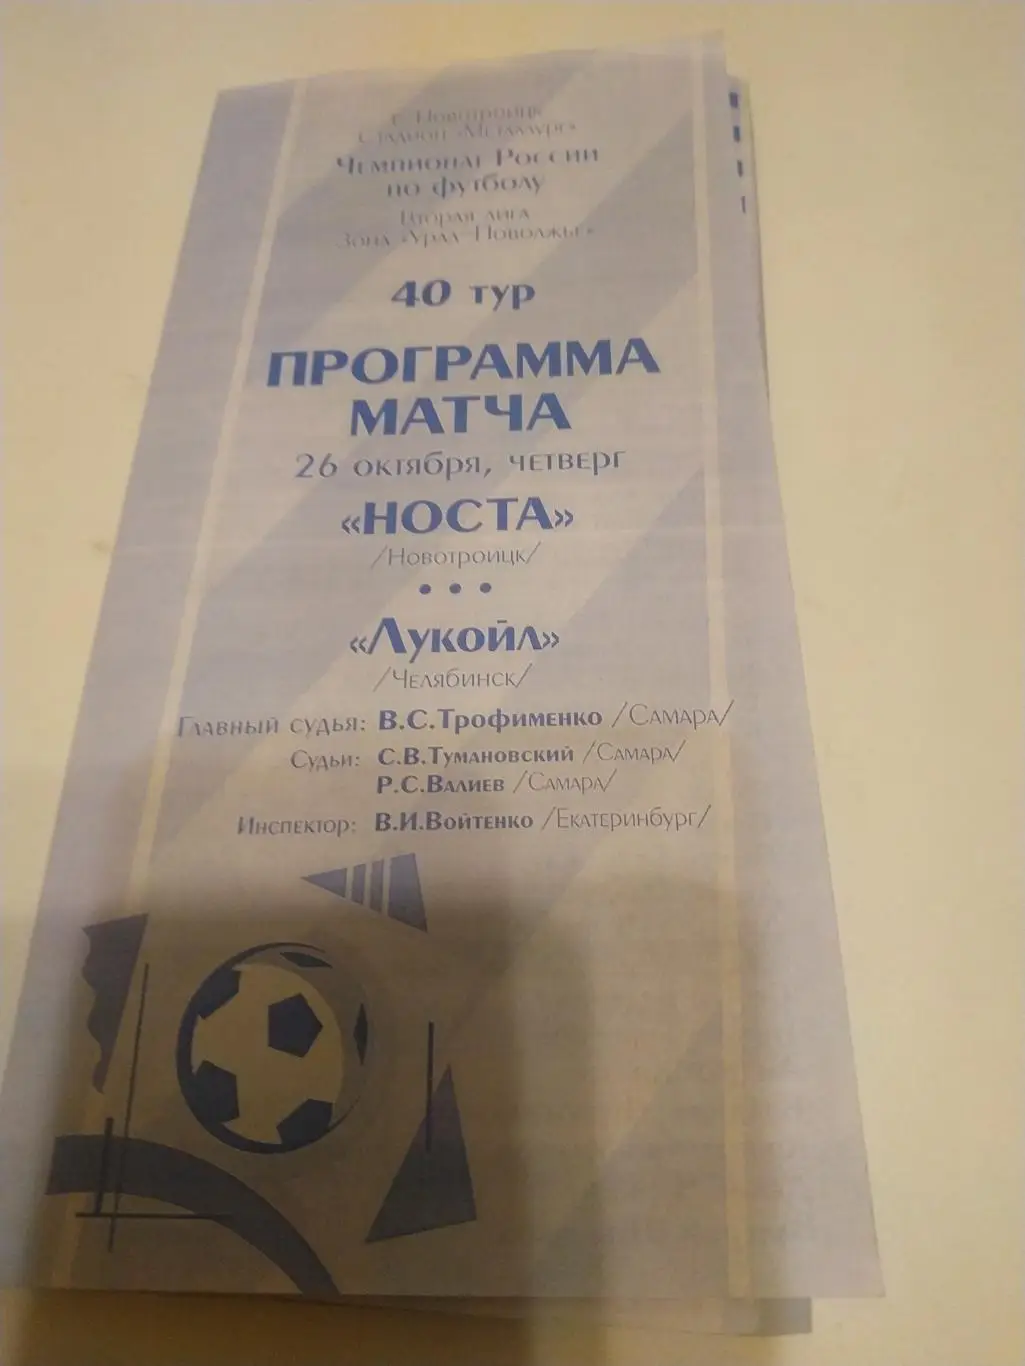 г. Новотроицк
Стадион «Металлург»
Чемпионат России
по футболу
Вторая лига
Зона «Урал-Поволжье»
40 тур
ПРОГРАММА
МАТЧА
26 октября, четверг
«НОСТА»
/Новотроицк/
• • •
«Лукойл»
/Челябинск/
Главный судья: В.С.Трофименко /Самара/
Судьи: С.В.Тумановский /Самара/
Р.С.Валиев /Самара/
Инспектор: В.И.Войтенко /Екатеринбург/